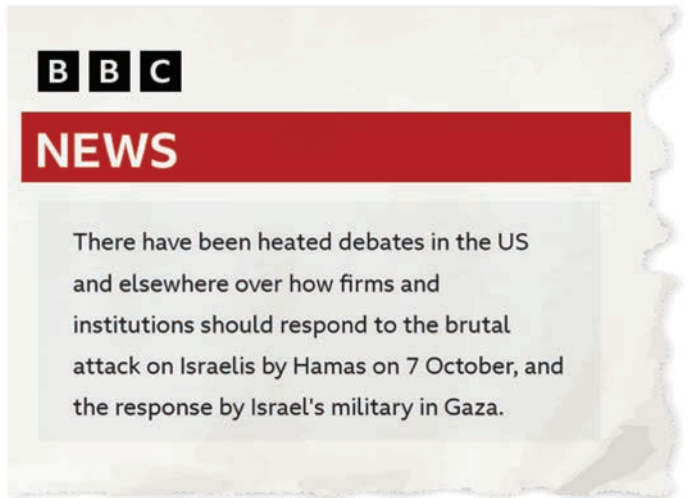 BBC
NEWS
There have been heated debates in the US
and elsewhere over how firms and
institutions should respond to the brutal
attack on Israelis by Hamas on 7 October, and
the response by Israel's military in Gaza.